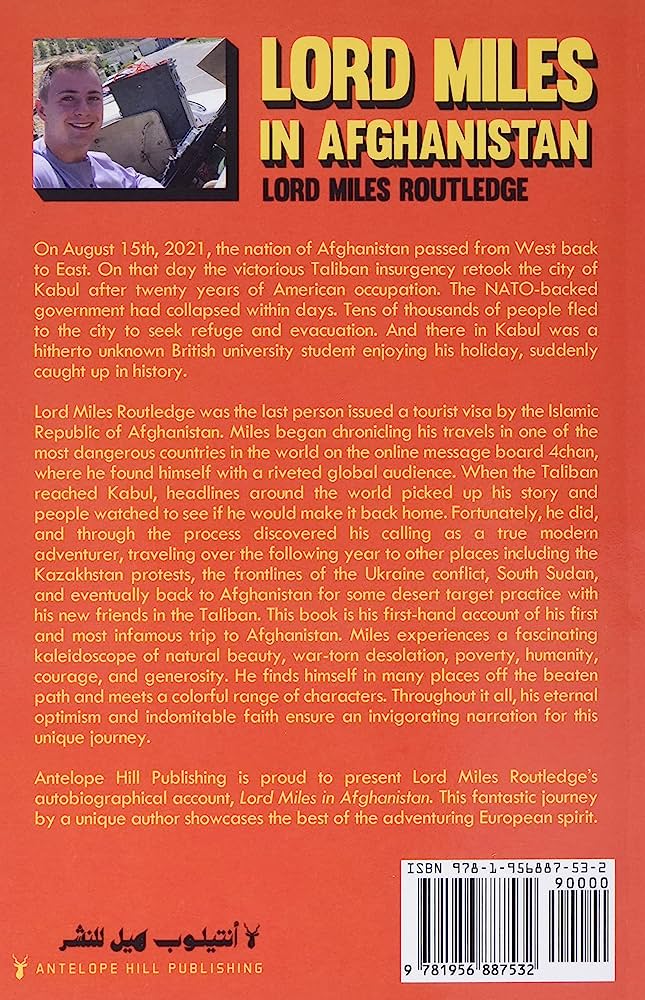 LORD MILES
IN AFGHANISTAN
LORD MILES ROUTLEDGE
On August 15th, 2021, the nation of Afghanistan passed from West back
to East. On that day the victorious Taliban insurgency retook the city of
Kabul after twenty years of American occupation. The NATO-backed
government had collapsed within days. Tens of thousands of people fled
to the city to seek refuge and evacuation. And there in Kabul was a
hitherto unknown British university student enjoying his holiday, suddenly
caught up in history.
Lord Miles Routledge was the last person issued a tourist visa by the Islamic
Republic of Afghanistan. Miles began chronicling his travels in one of the
most dangerous countries in the world on the online message board 4chan,
where he found himself with a riveted global audience. When the Taliban
reached Kabul, headlines around the world picked up his story and
people watched to see if he would make it back home. Fortunately, he did,
and through the process discovered his calling as a true modern
adventurer, traveling over the following year to other places including the
Kazakhstan protests, the frontlines of the Ukraine conflict, South Sudan,
and eventually back to Afghanistan for some desert target practice with
his new friends in the Taliban. This book is his first-hand account of his first
and most infamous trip to Afghanistan. Miles experiences a fascinating
kaleidoscope of natural beauty, war-torn desolation, poverty, humanity,
courage, and generosity. He finds himself in many places off the beaten
path and meets a colorful range of characters. Throughout it all, his eternal
optimism and indomitable faith ensure an invigorating narration for this
unique journey.
Antelope Hill Publishing is proud to present Lord Miles Routledge's
autobiographical account, Lord Miles in Afghanistan. This fantastic journey
by a unique author showcases the best of the adventuring European spirit.
ISBN 978-1-956887-53-2
90000
9 781956 887532
أنتيلوب هيل للنشر
ANTELOPE HILL PUBLISHING